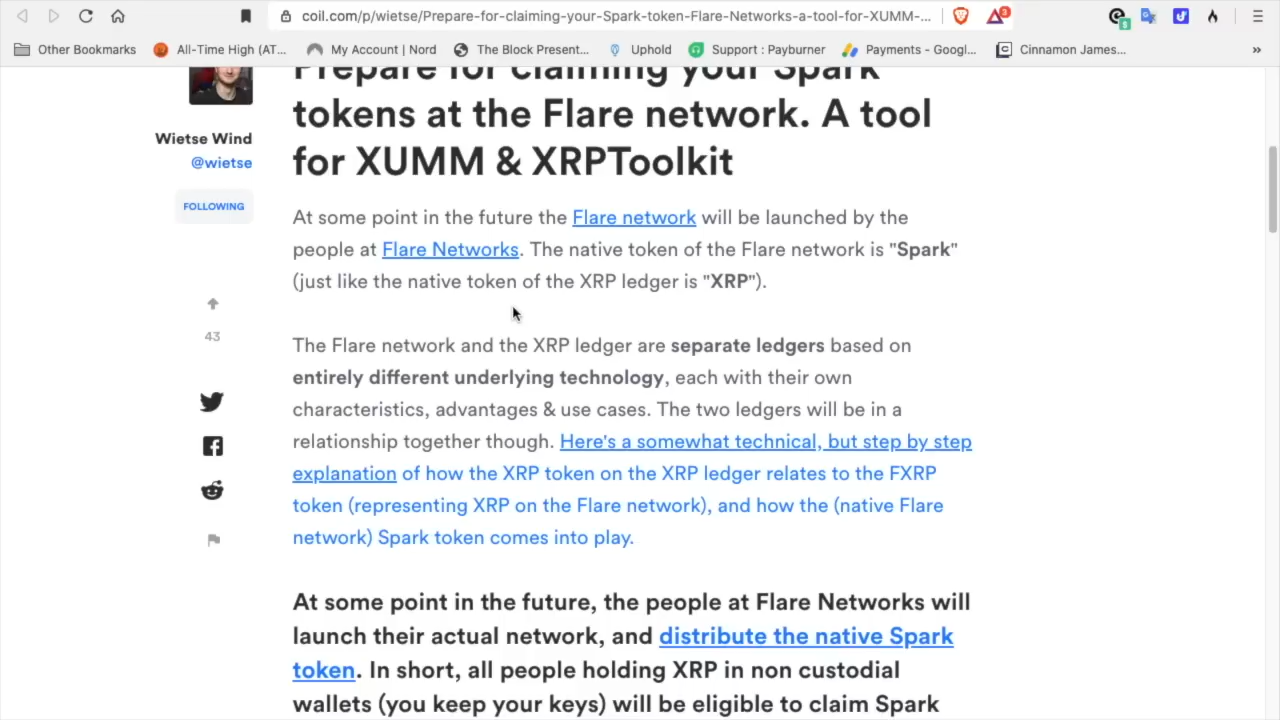 coil.com/p/wietse/Prepare-for-claiming-your-Spark-token-Flare-Networks-a-tool-for-XUMM-...
3
9
Other Bookmarks
All-Time High (AT...
My Account | Nord
The Block Present...
Uphold
Support : Payburner
Payments - Googl...
Cinnamon James...
»
Prepare for claiming your Spark
tokens at the Flare network. A tool
for XUMM & XRPToolkit
Wietse Wind
@wietse
FOLLOWING
At some point in the future the Flare network will be launched by the
people at Flare Networks. The native token of the Flare network is "Spark"
(just like the native token of the XRP ledger is "XRP").
43
The Flare network and the XRP ledger are separate ledgers based on
entirely different underlying technology, each with their own
characteristics, advantages & use cases. The two ledgers will be in a
relationship together though. Here's a somewhat technical, but step by step
explanation of how the XRP token on the XRP ledger relates to the FXRP
token (representing XRP on the Flare network), and how the (native Flare
network) Spark token comes into play.
At some point in the future, the people at Flare Networks will
launch their actual network, and distribute the native Spark
token. In short, all people holding XRP in non custodial
wallets (you keep your keys) will be eligible to claim Spark